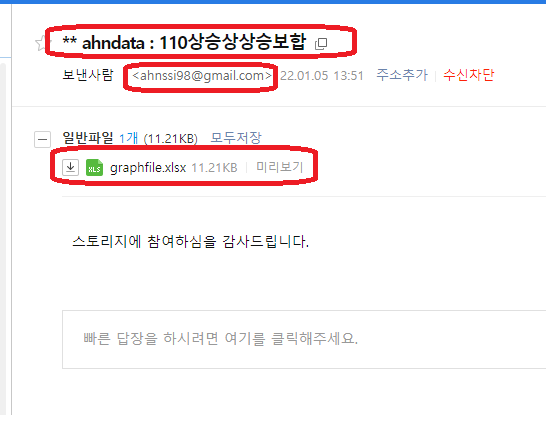 ** ahndata : 110상승상상승보합
보낸사람 <ahnssi98@gmail.com> 22.01.05 13:51 주소추가 수신차단
일반파일 1개 (11.21KB) 모두저장
XLS graphfile.xlsx 11.21KB 미리보기
스토리지에 참여하심을 감사드립니다.
빠른 답장을 하시려면 여기를 클릭해주세요.